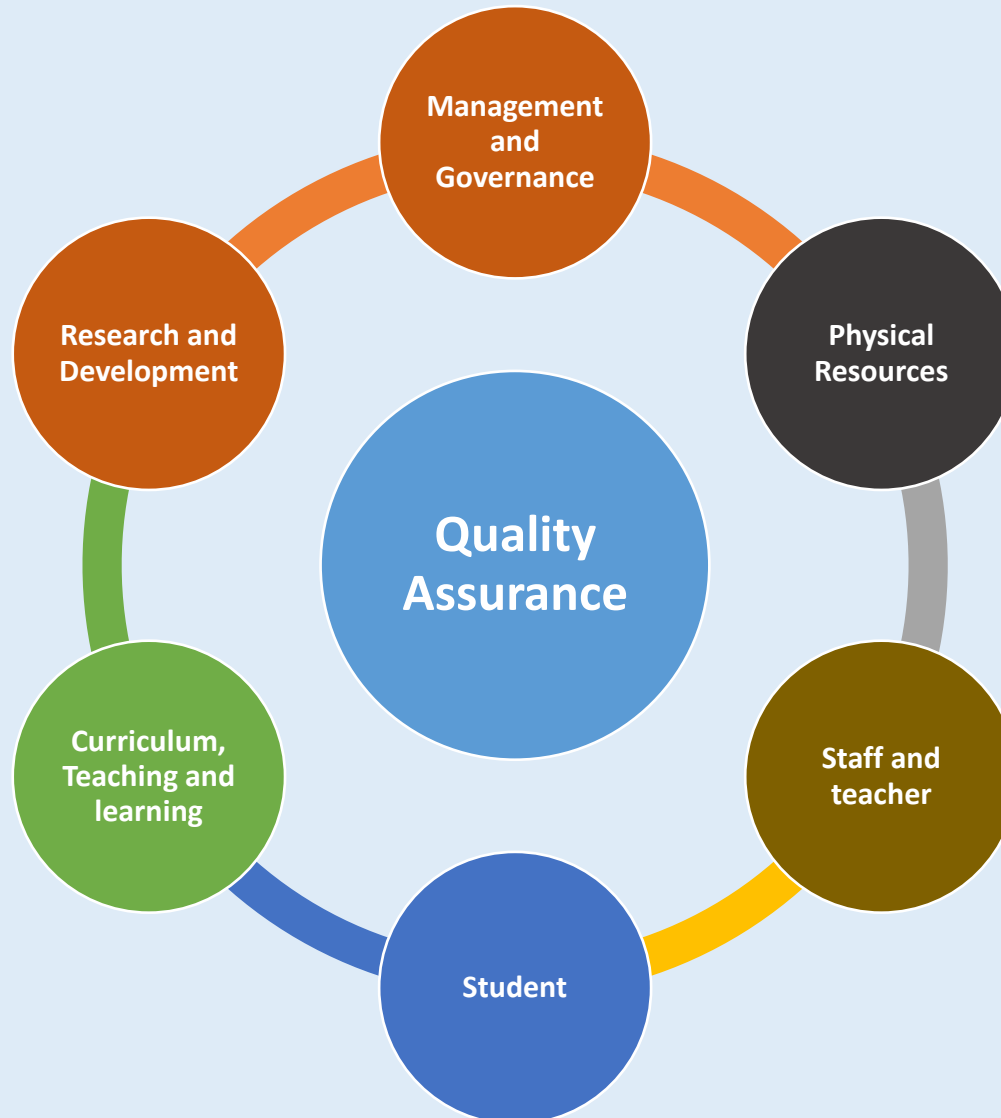 Management
and
Governance
Physical
Resources
Staff and
teacher
Student
Curriculum,
Teaching and
learning
Research and
Development
Quality
Assurance